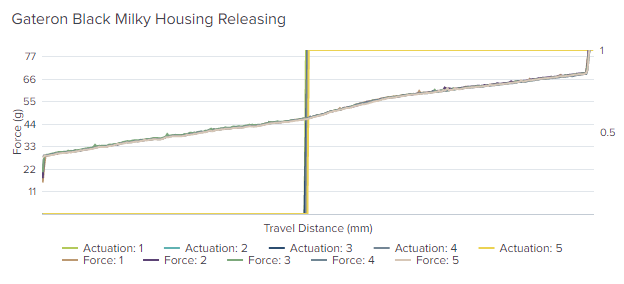 Gateron Black Milky Housing Releasing
77
66
55
44
33
22
11
Force (g)
1
0.5
Travel Distance (mm)
Actuation: 1 Actuation: 2 Actuation: 3 Actuation: 4 Actuation: 5
Force: 1 Force: 2 Force: 3 Force: 4 Force: 5